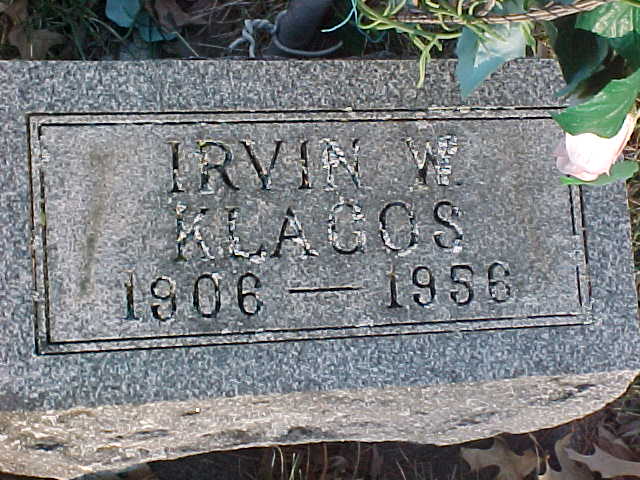 IRVIN W.
KLAGOS
1906 — 1956